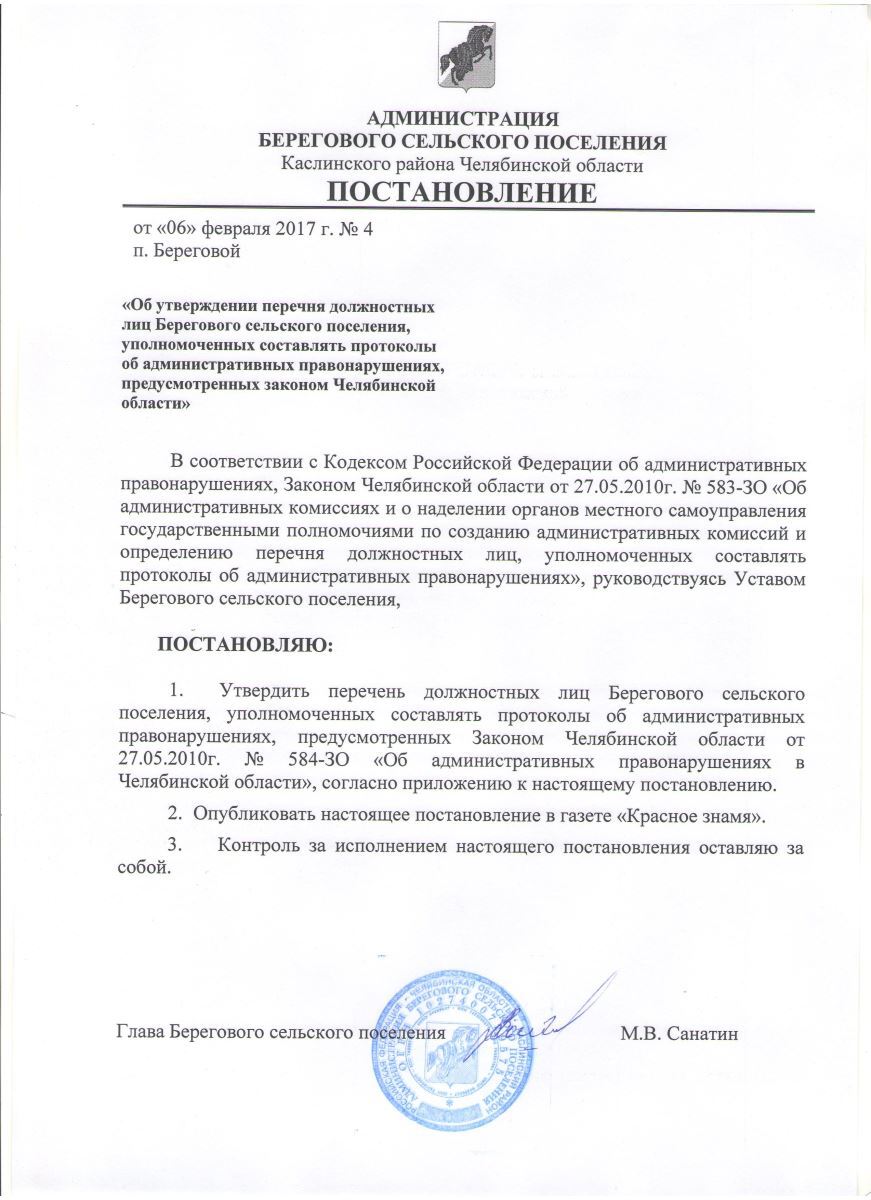 АДМИНИСТРАЦИЯ
БЕРЕГОВОГО СЕЛЬСКОГО ПОСЕЛЕНИЯ
Каслинского района Челябинской области
ПОСТАНОВЛЕНИЕ
от «06» февраля 2017 г. № 4
п. Береговой
«Об утверждении перечня должностных
лиц Берегового сельского поселения,
уполномоченных составлять протоколы
об административных правонарушениях,
предусмотренных законом Челябинской
области»
В соответствии с Кодексом Российской Федерации об административных
правонарушениях, Законом Челябинской области от 27.05.2010г. № 583-ЗО «Об
административных комиссиях и о наделении органов местного самоуправления
государственными полномочиями по созданию административных комиссий и
определению перечня должностных лиц, уполномоченных составлять
протоколы об административных правонарушениях», руководствуясь Уставом
Берегового сельского поселения,
ПОСТАНОВЛЯЮ:
1. Утвердить перечень должностных лиц Берегового сельского
поселения, уполномоченных составлять протоколы об административных
правонарушениях, предусмотренных Законом Челябинской области от
27.05.2010г. № 584-ЗО «Об административных правонарушениях в
Челябинской области», согласно приложению к настоящему постановлению.
2. Опубликовать настоящее постановление в газете «Красное знамя».
3. Контроль за исполнением настоящего постановления оставляю за
собой.
Глава Берегового сельского поселения М.В. Санатин
РОССИЙСКАЯ ФЕДЕРАЦИЯ · ЧЕЛЯБИНСКАЯ ОБЛАСТЬ
АДМИНИСТРАЦИЯ БЕРЕГОВОГО ПОСЕЛЕНИЯ
ОГРН